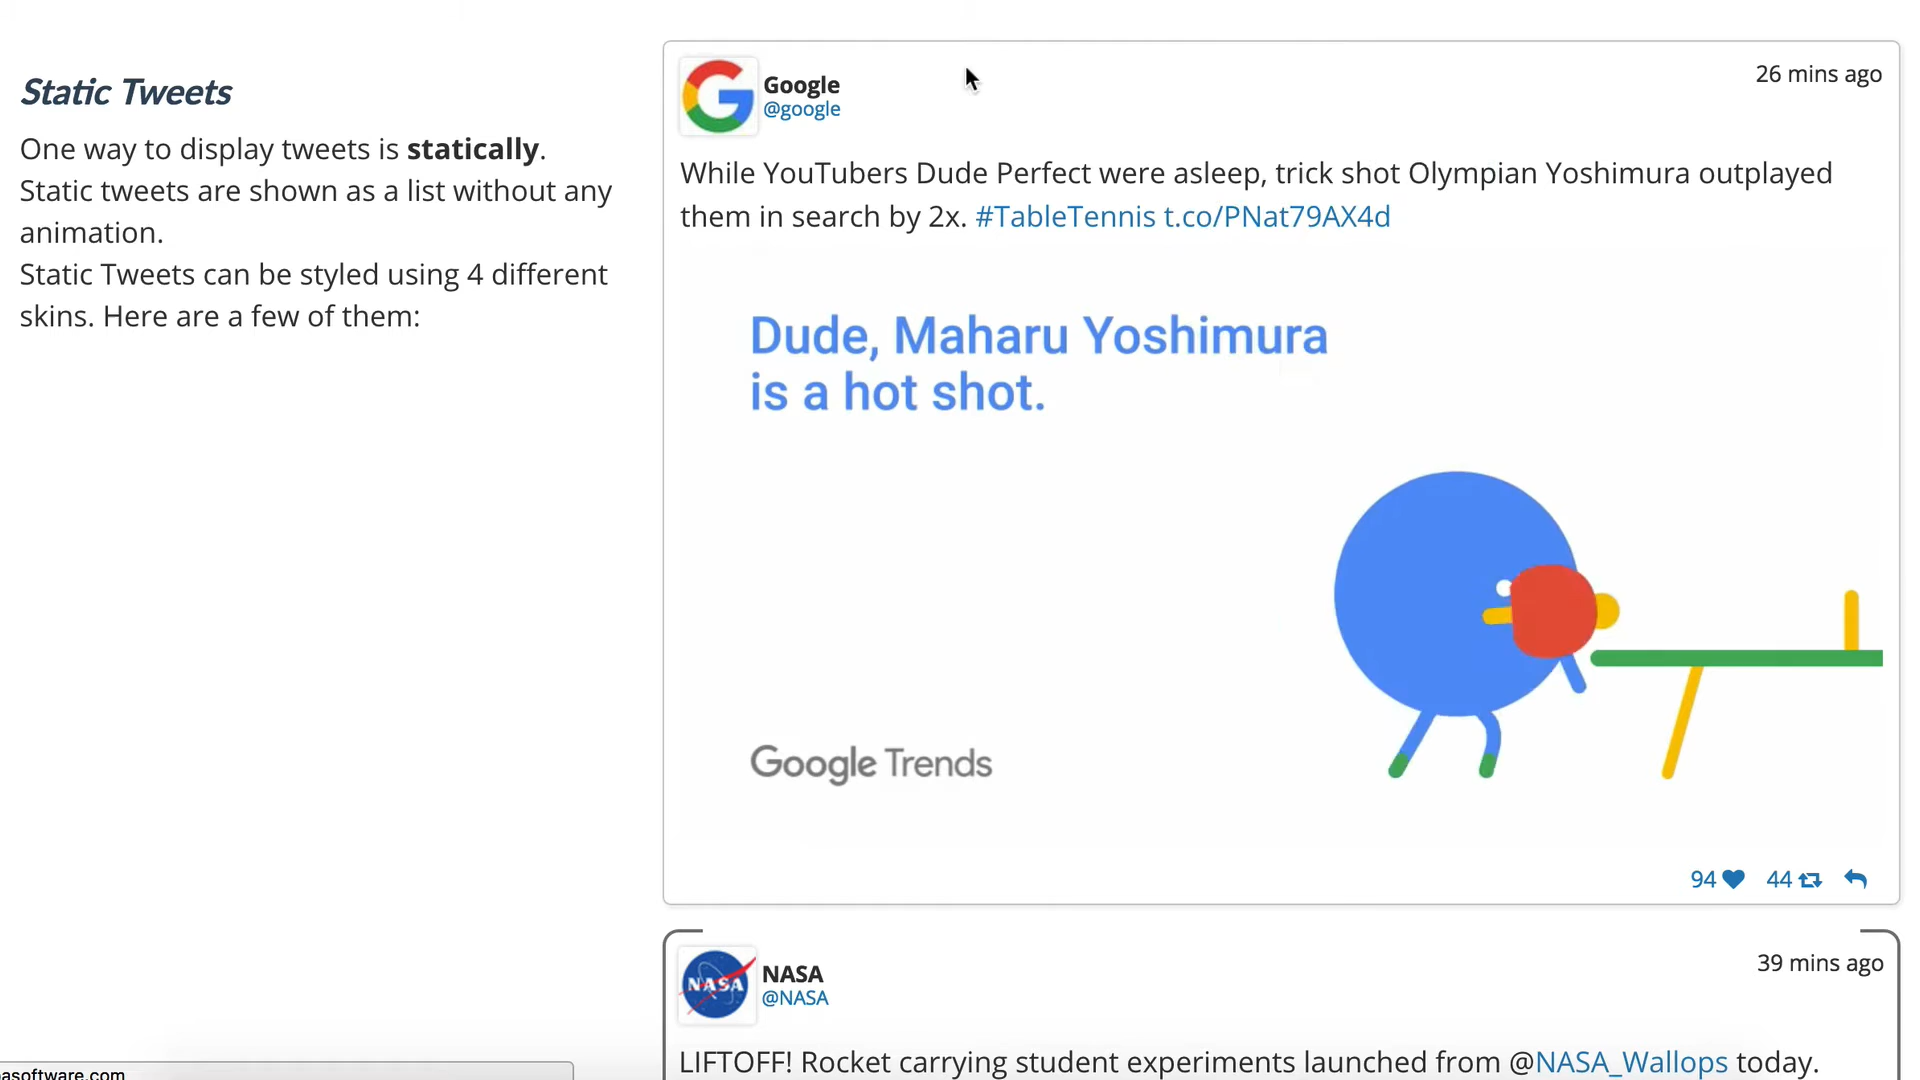 Static Tweets
One way to display tweets is statically.
Static tweets are shown as a list without any
animation.
Static Tweets can be styled using 4 different
skins. Here are a few of them:
Google
@google
26 mins ago
While YouTubers Dude Perfect were asleep, trick shot Olympian Yoshimura outplayed
them in search by 2x. #TableTennis t.co/PNat79AX4d
Dude, Maharu Yoshimura
is a hot shot.
Google Trends
94 44
NASA
NASA
@NASA
39 mins ago
LIFTOFF! Rocket carrying student experiments launched from @NASA_Wallops today.